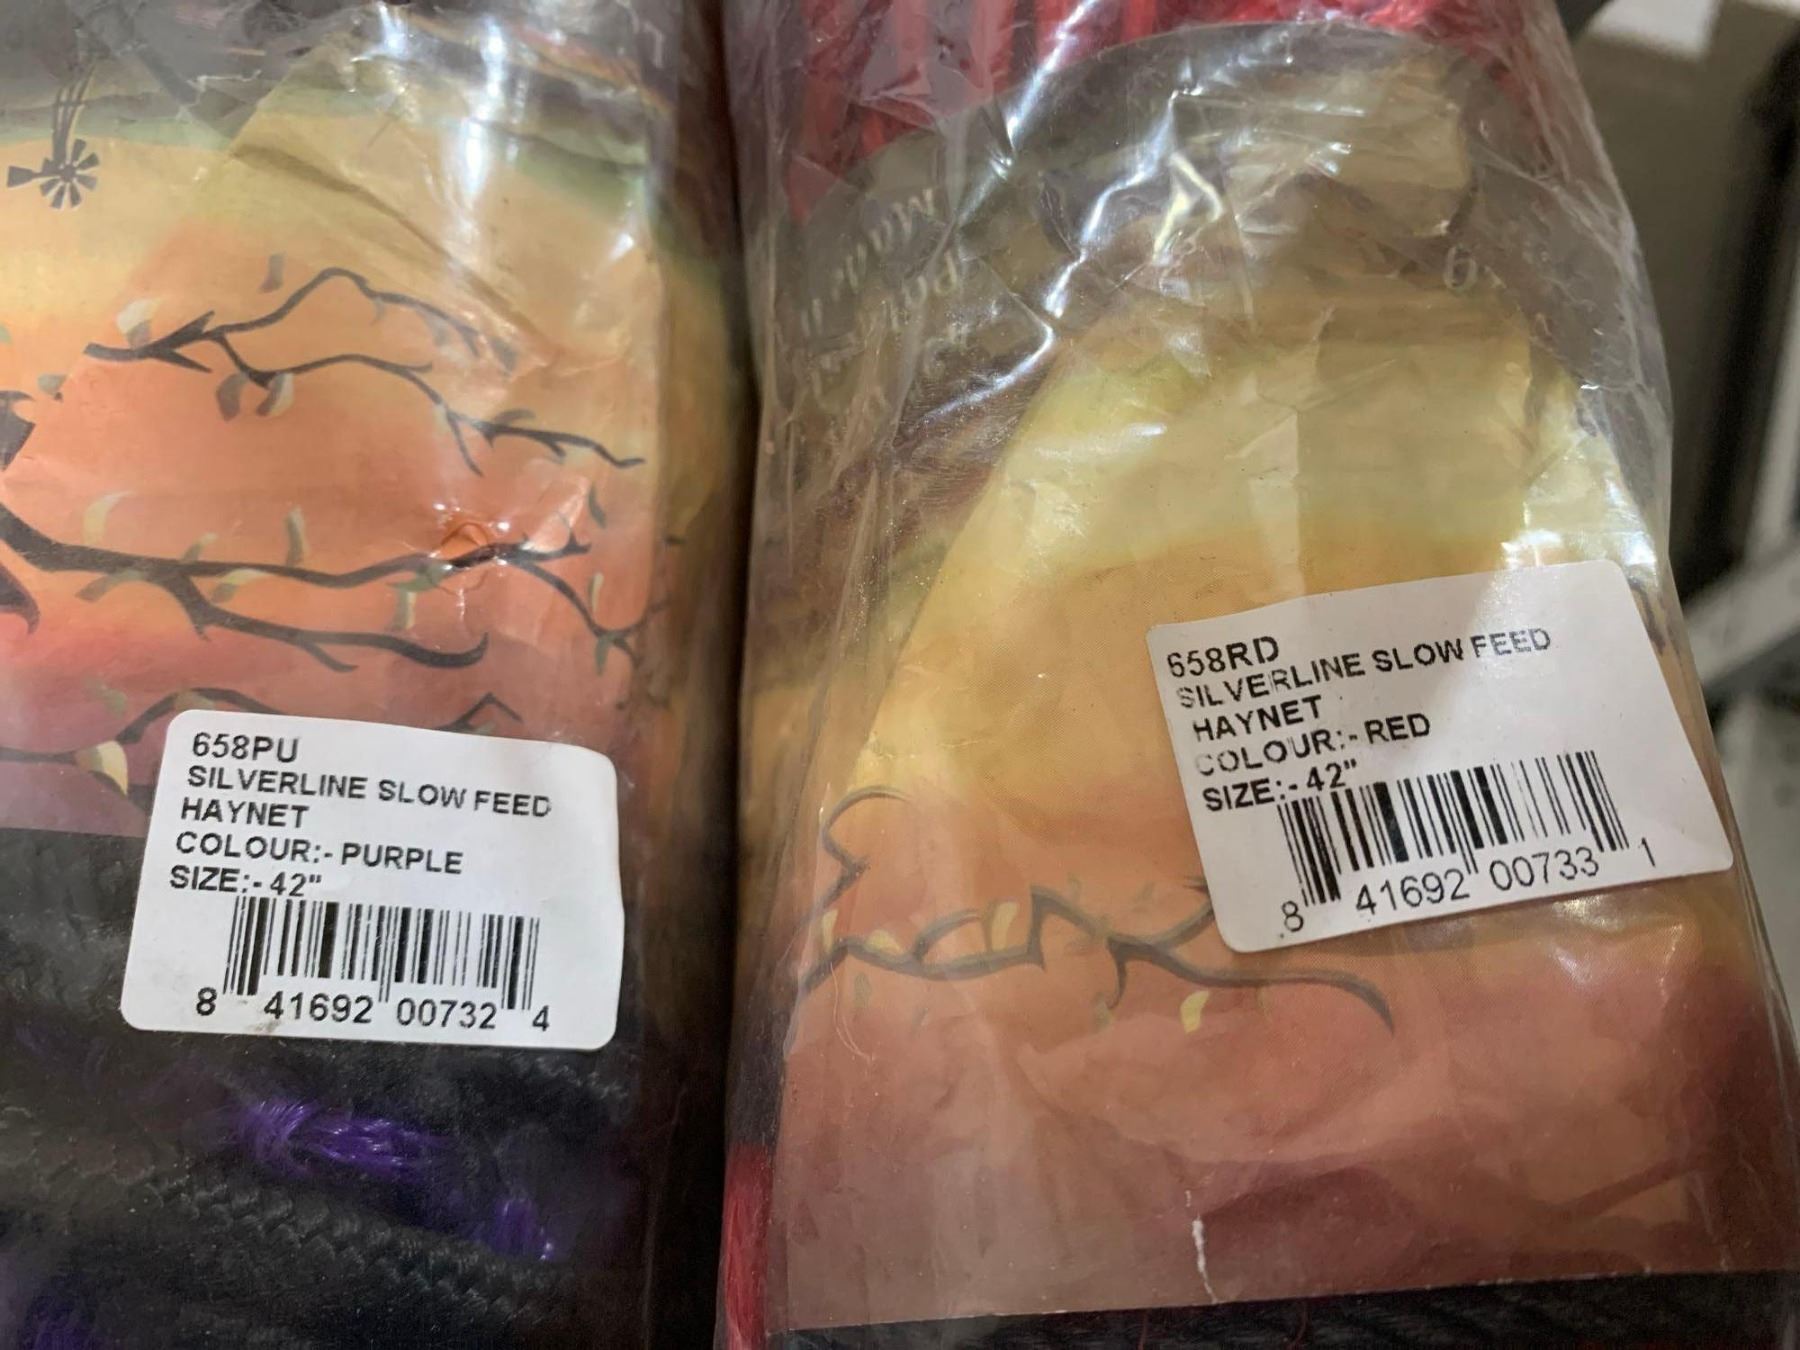 658PU
SILVERLINE SLOW FEED
HAYNET
COLOUR:- PURPLE
SIZE:- 42"
8 41692 00732 4
658RD
SILVERLINE SLOW FEED
HAYNET
COLOUR:- RED
SIZE:- 42"
8 41692 00733 1